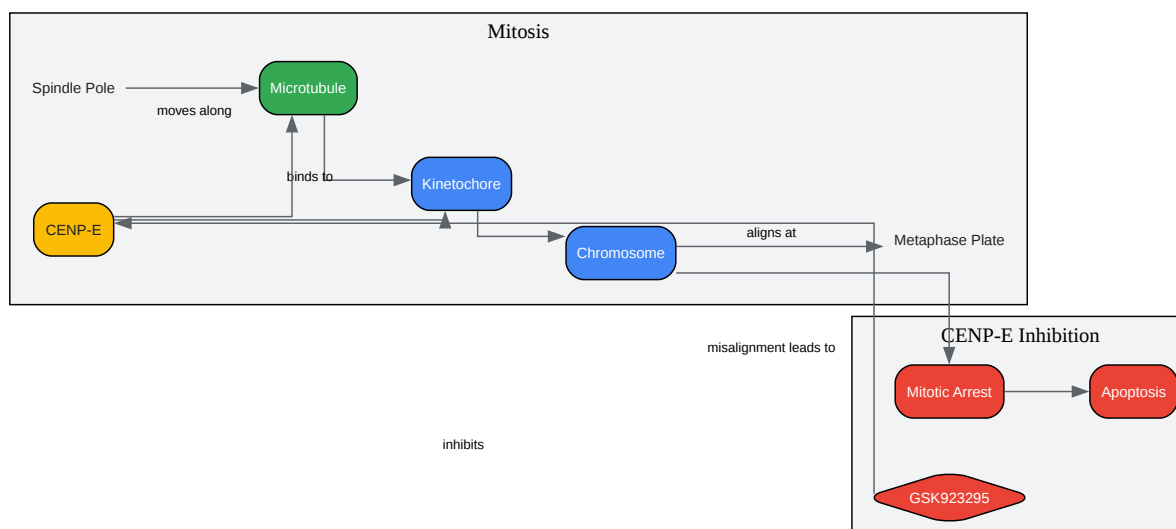 Mitosis
Spindle Pole
Microtubule
moves along
binds to
Kinetochore
CENP-E
Chromosome
aligns at
Metaphase Plate
CENP-E Inhibition
misalignment leads to
Mitotic Arrest
Apoptosis
inhibits
GSK923295